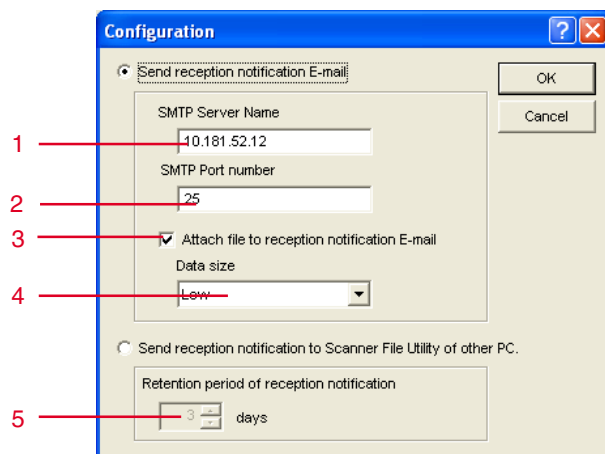 Configuration
Send reception notification E-mail
OK
SMTP Server Name
Cancel
1
10.181.52.12
SMTP Port number
2
25
3
Attach file to reception notification E-mail
Data size
4
Low
Send reception notification to Scanner File Utility of other PC.
Retention period of reception notification
5
3 days